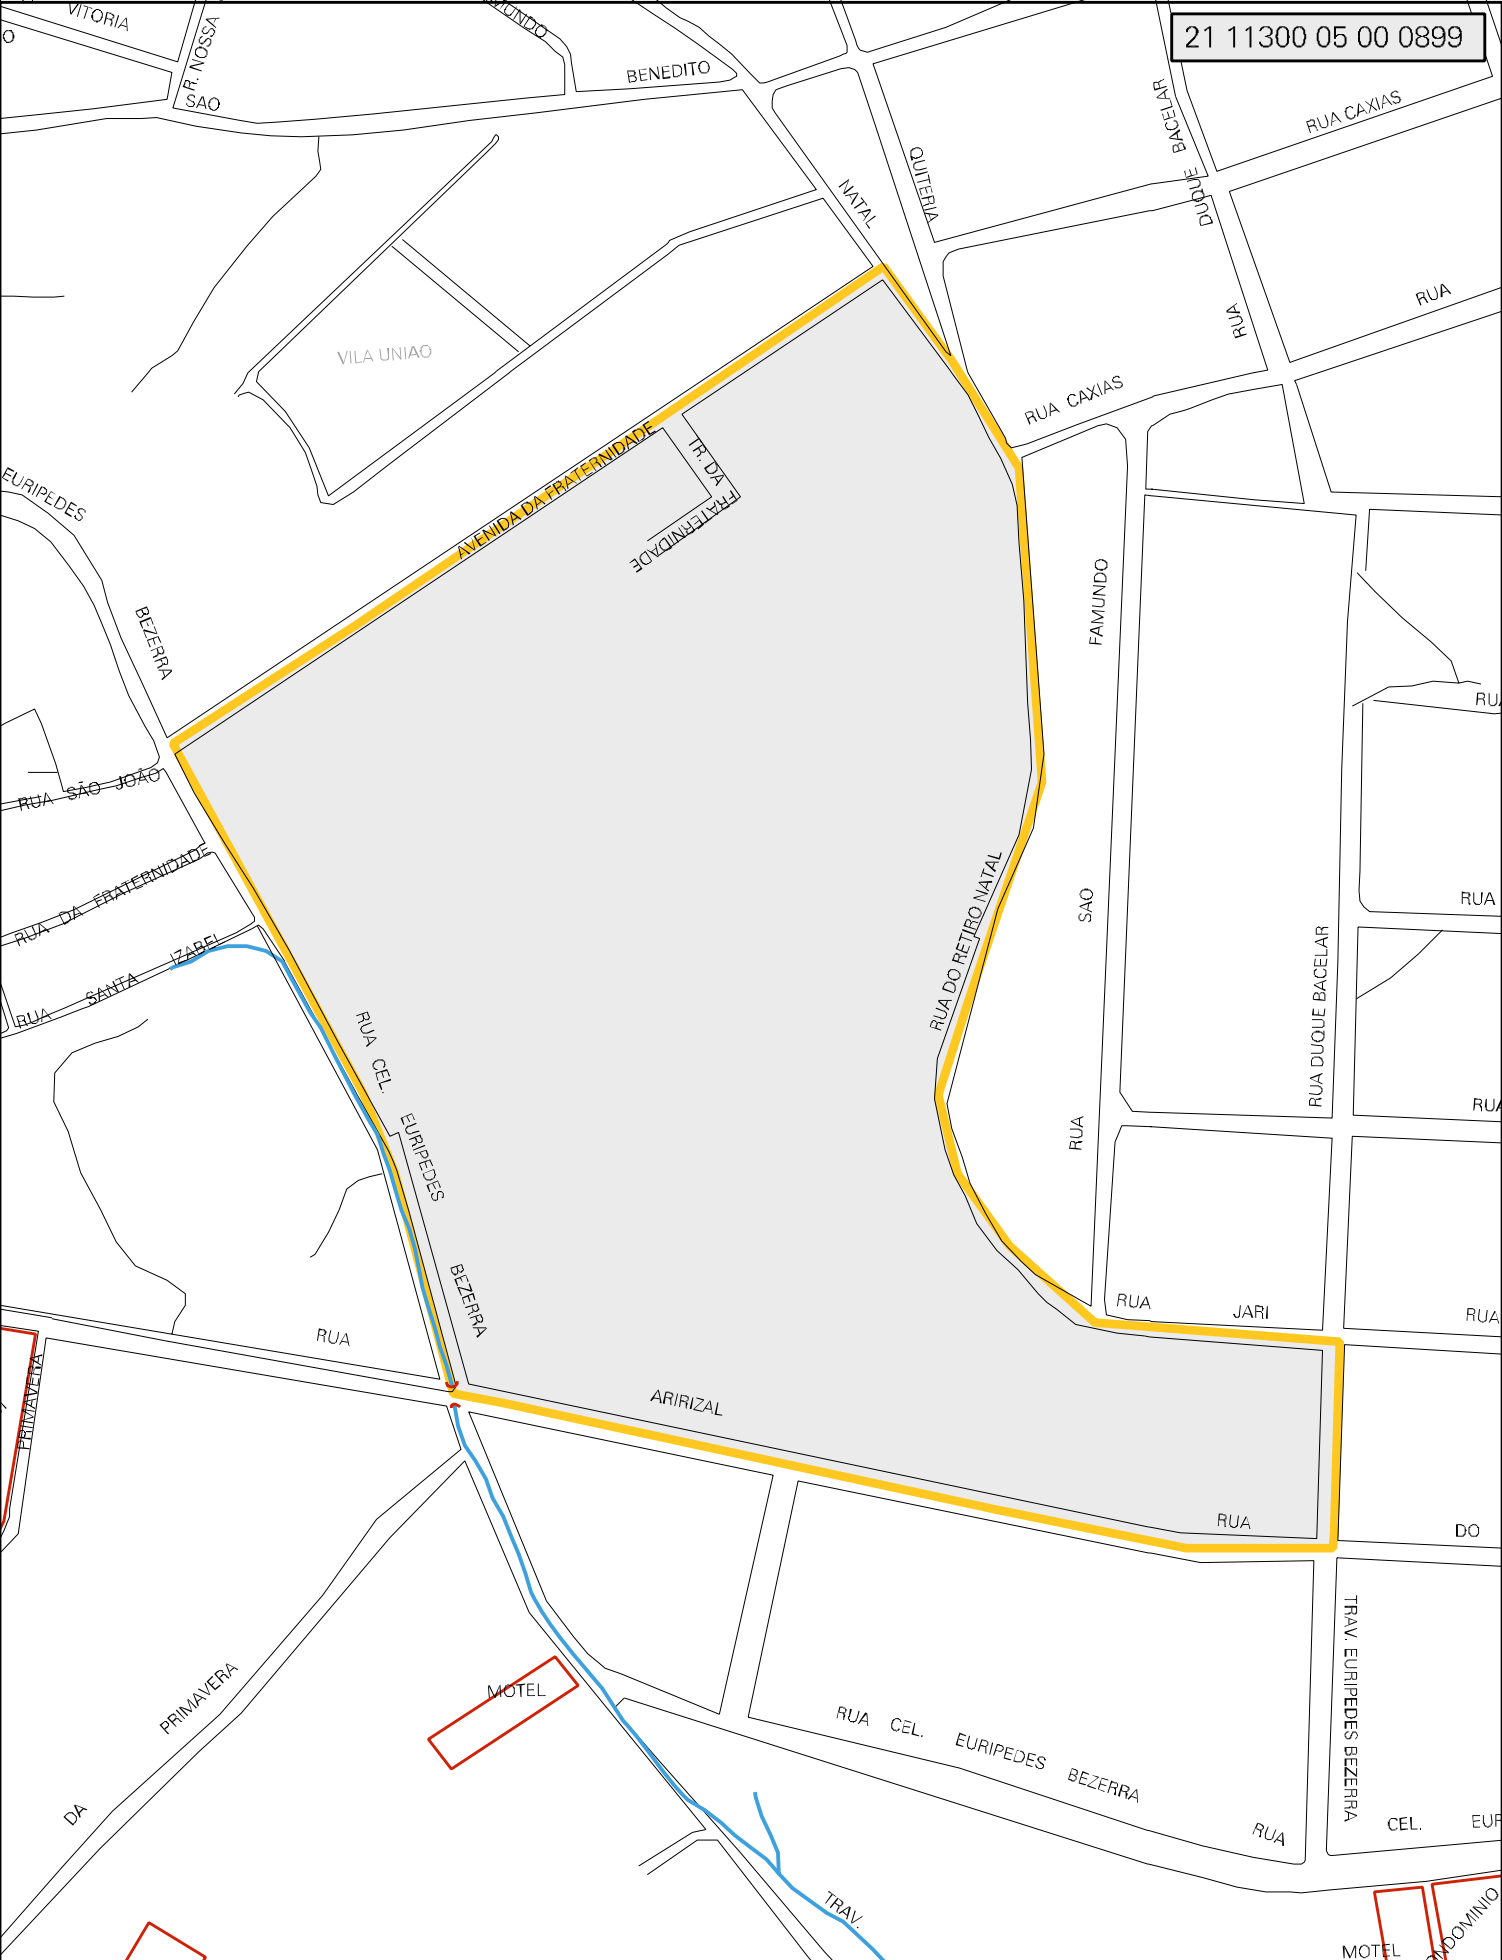 21 11300 05 00 0899
VITORIA
R. NOSSA
SAO
BENEDITO
RUA CAXIAS
DUQUE BACELAR
QUITERIA
NATAL
RUA
RUA
VILA UNIAO
RUA CAXIAS
TR. DA
FRATERNIDADE
AVENIDA DA FRATERNIDADE
EURIPEDES
BEZERRA
FAMUNDO
SAO
RUA
RUA SÃO JOÃO
RUA DA FRATERNIDADE
RUA SANTA IZABEL
RUA DO RETIRO NATAL
RUA
RUA DUQUE BACELAR
RUA CEL. EURIPEDES BEZERRA
RUA
RUA JARI
RUA
RUA
ARIRIZAL
RUA
DO
PRIMAVERA
TRAV. EURIPEDES BEZERRA
PRIMAVERA
DA
MOTEL
RUA CEL. EURIPEDES BEZERRA
RUA
CEL.
TRAV.
MOTEL